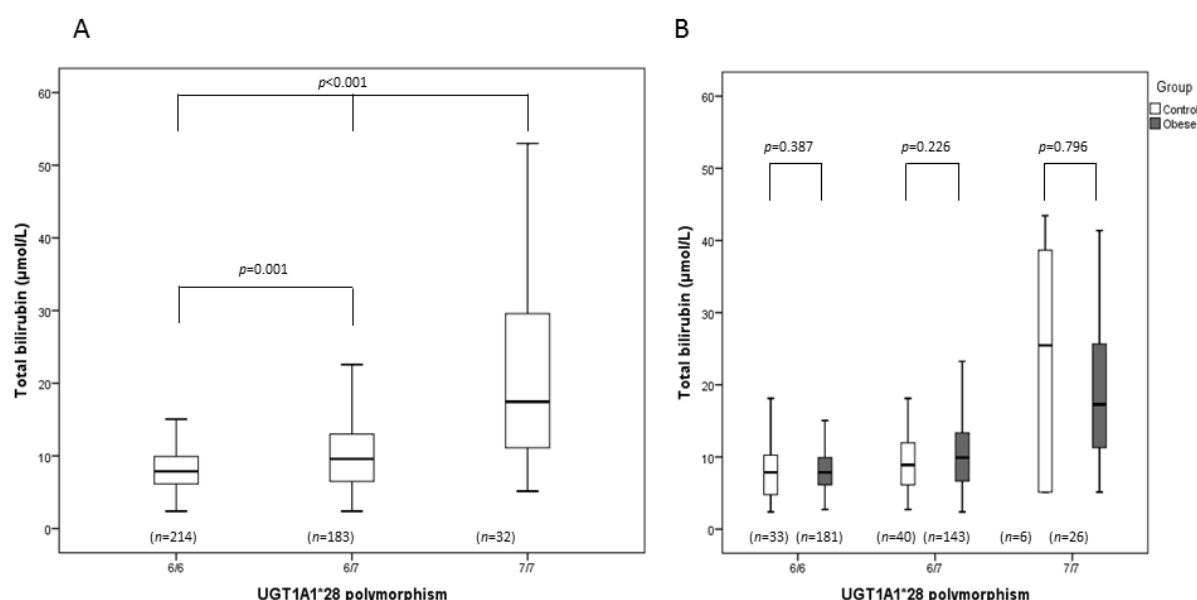 A
p<0.001
60
50
40
30
20
10
0
Total bilirubin (µmol/L)
p=0.001
(n=214)
(n=183)
(n=32)
6/6
6/7
7/7
UGT1A1*28 polymorphism
B
Group
Control
Obese
60
50
40
30
20
10
0
Total bilirubin (µmol/L)
p=0.387
p=0.226
p=0.796
(n=33) (n=181)
(n=40) (n=143)
(n=6) (n=26)
6/6
6/7
7/7
UGT1A1*28 polymorphism